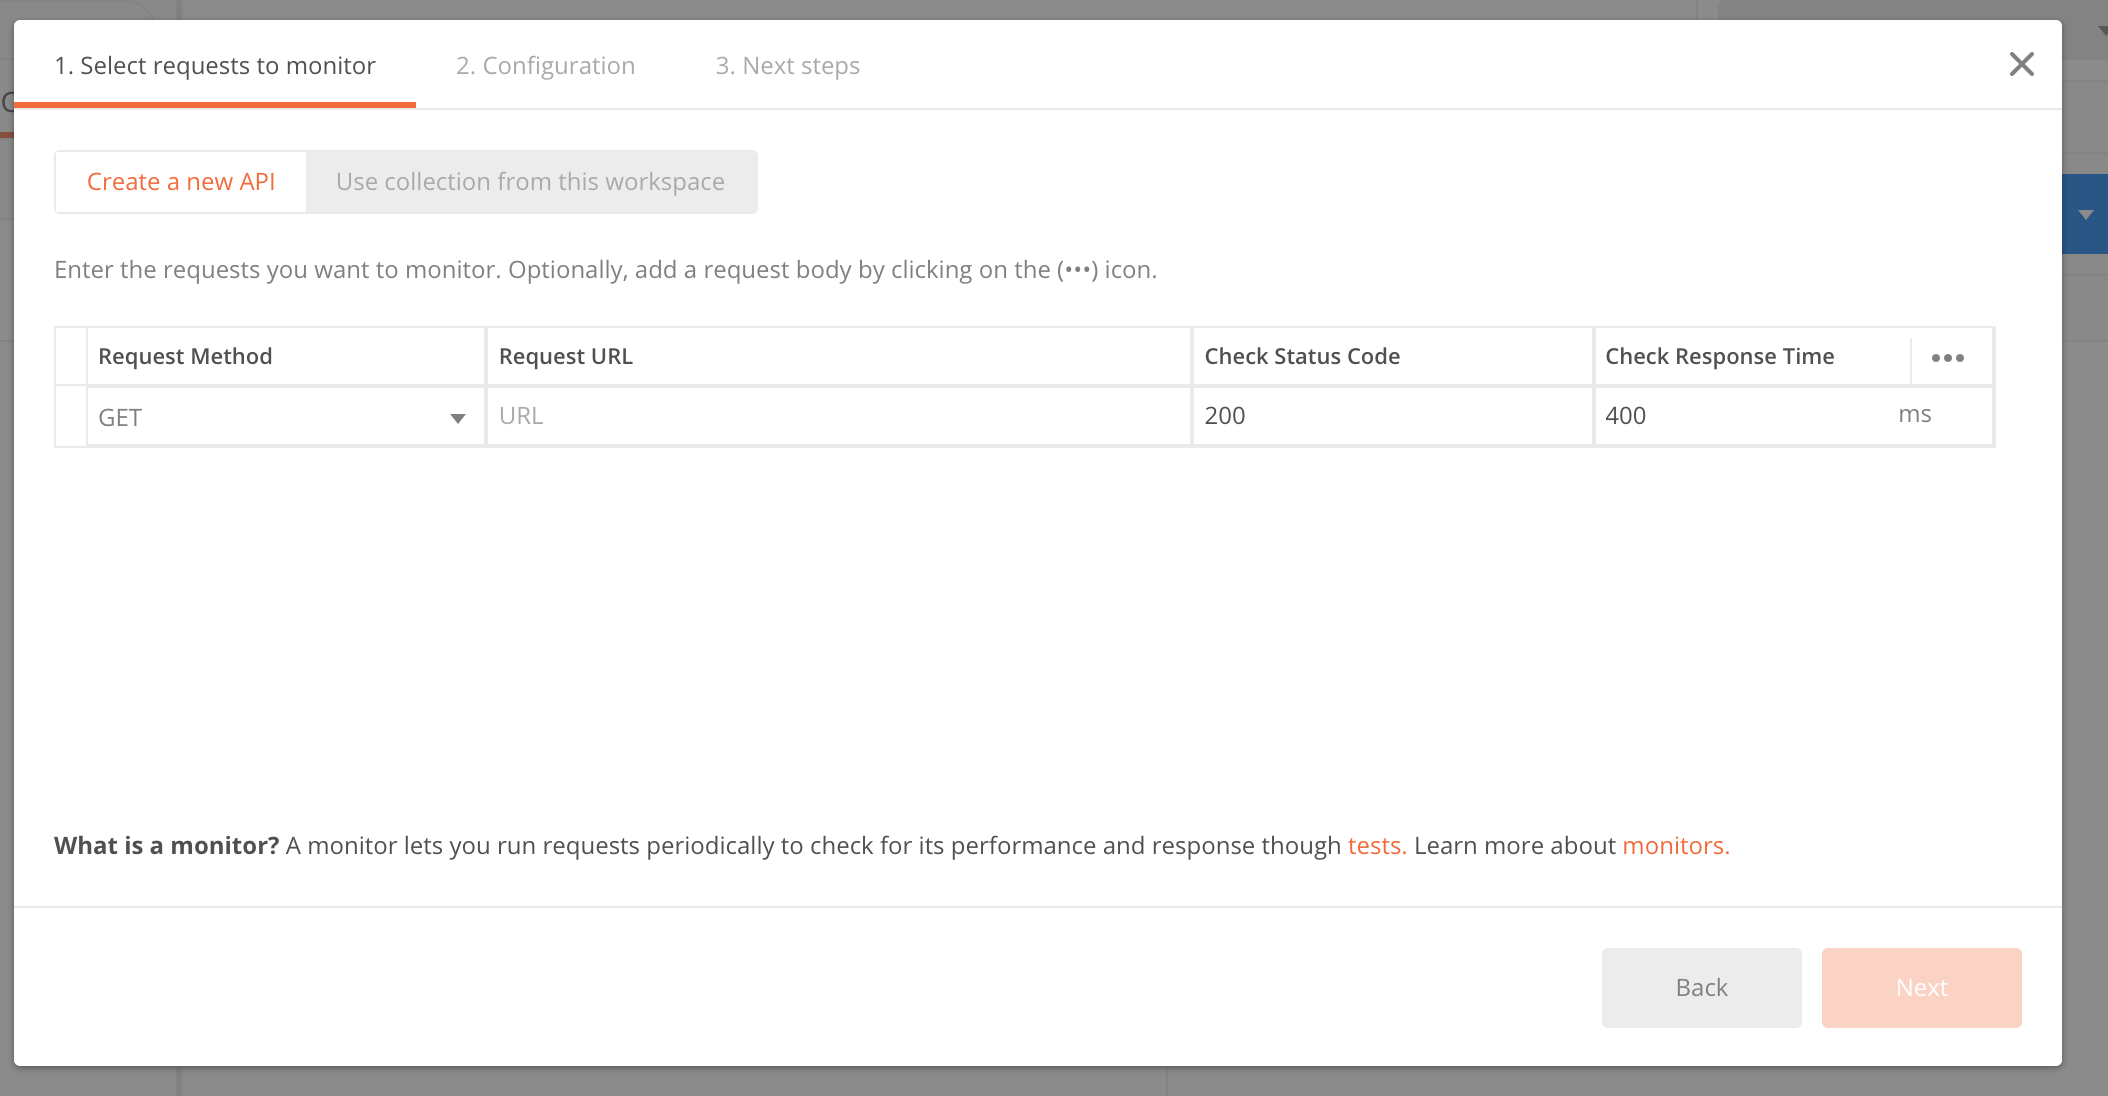 1. Select requests to monitor 2. Configuration 3. Next steps
Create a new API Use collection from this workspace
Enter the requests you want to monitor. Optionally, add a request body by clicking on the (•••) icon.
Request Method Request URL Check Status Code Check Response Time •••
GET URL 200 400 ms
What is a monitor? A monitor lets you run requests periodically to check for its performance and response though tests. Learn more about monitors.
Back Next